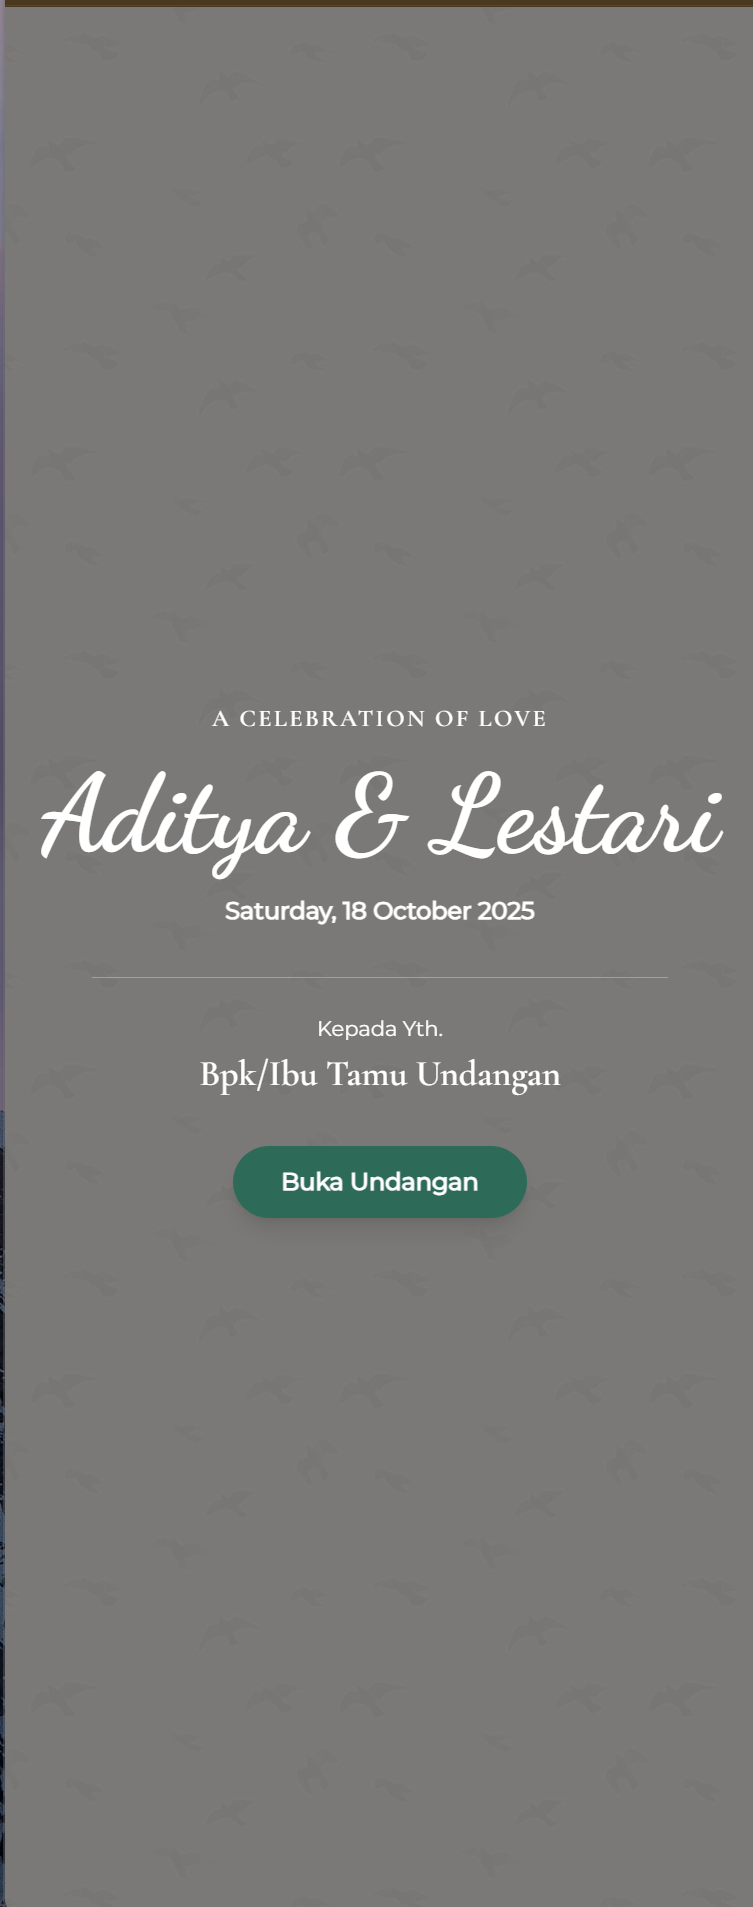 A CELEBRATION OF LOVE
Aditya & Lestari
Saturday, 18 October 2025
Kepada Yth.
Bpk/Ibu Tamu Undangan
Buka Undangan